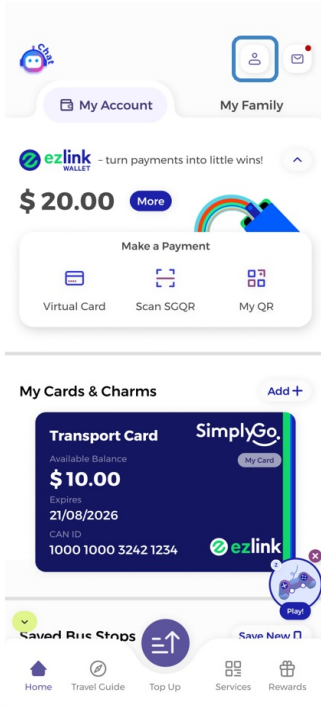 Chat
My Account
My Family
ezlink
WALLET
– turn payments into little wins!
$ 20.00
More
Make a Payment
Virtual Card
Scan SGQR
My QR
My Cards & Charms
Add +
Transport Card
SimplyGo.
Available Balance
My Card
$ 10.00
Expires
21/08/2026
CAN ID
1000 1000 3242 1234
ezlink
2
Play!
Saved Bus Stops
Save New
Home
Travel Guide
Top Up
Services
Rewards